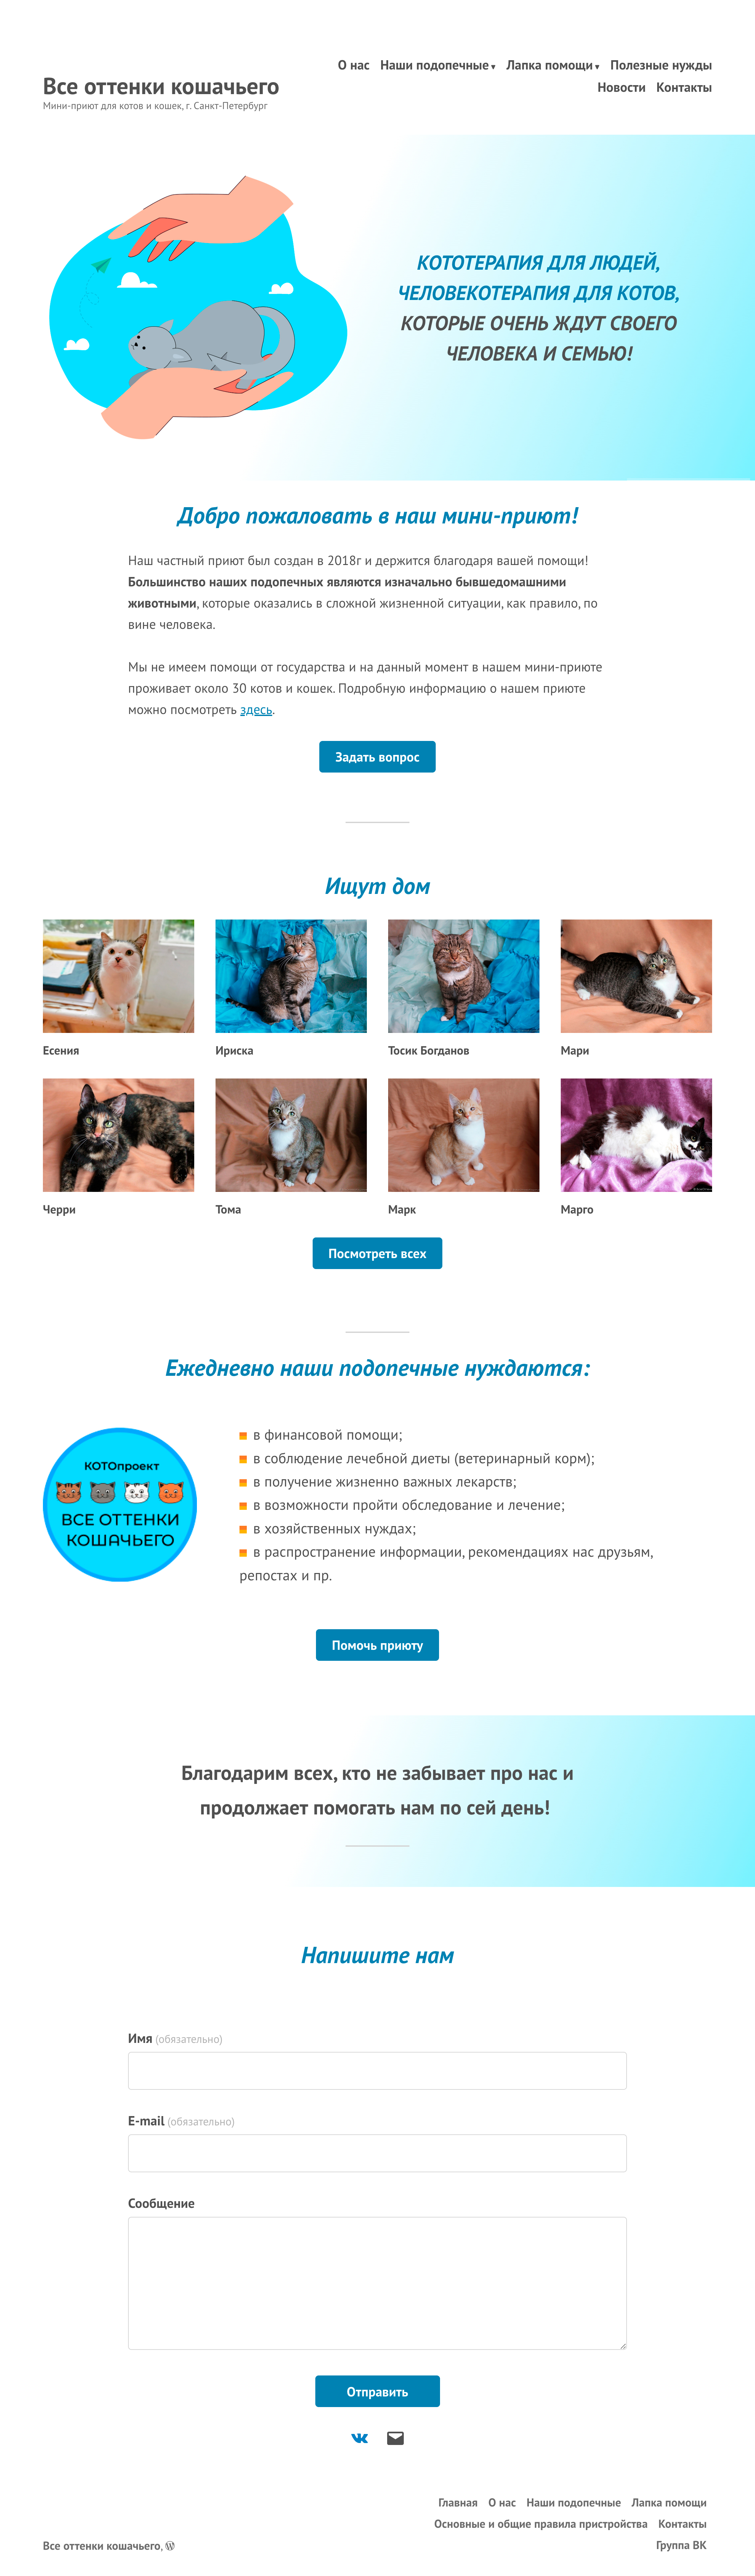 О нас Наши подопечные▼ Лапка помощи▼ Полезные нужды
Новости Контакты
Все оттенки кошачьего
Мини-приют для котов и кошек, г. Санкт-Петербург
КОТОТЕРАПИЯ ДЛЯ ЛЮДЕЙ,
ЧЕЛОВЕКОТЕРАПИЯ ДЛЯ КОТОВ,
КОТОРЫЕ ОЧЕНЬ ЖДУТ СВОЕГО
ЧЕЛОВЕКА И СЕМЬЮ!
Добро пожаловать в наш мини-приют!
Наш частный приют был создан в 2018г и держится благодаря вашей помощи!
Большинство наших подопечных являются изначально бывшедомашними
животными, которые оказались в сложной жизненной ситуации, как правило, по
вине человека.
Мы не имеем помощи от государства и на данный момент в нашем мини-приюте
проживает около 30 котов и кошек. Подробную информацию о нашем приюте
можно посмотреть здесь.
Задать вопрос
Ищут дом
Есения
Ириска
Тосик Богданов
Мари
Черри
Тома
Марк
Марго
Посмотреть всех
Ежедневно наши подопечные нуждаются:
КОТОпроект
ВСЕ ОТТЕНКИ
КОШАЧЬЕГО
в финансовой помощи;
в соблюдение лечебной диеты (ветеринарный корм);
в получение жизненно важных лекарств;
в возможности пройти обследование и лечение;
в хозяйственных нуждах;
в распространение информации, рекомендациях нас друзьям,
репостах и пр.
Помочь приюту
Благодарим всех, кто не забывает про нас и
продолжает помогать нам по сей день!
Напишите нам
Имя (обязательно)
E-mail (обязательно)
Сообщение
Отправить
Главная О нас Наши подопечные Лапка помощи
Основные и общие правила пристройства Контакты
Группа ВК
Все оттенки кошачьего,